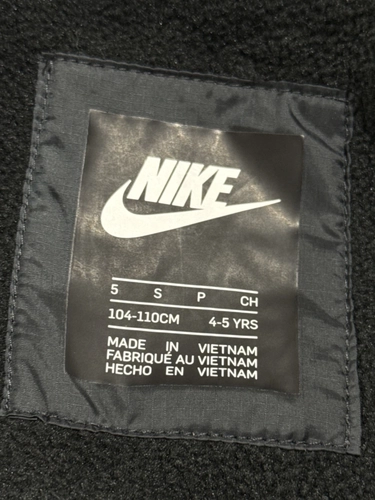 NIKE
5 S P CH
104-110CM 4-5 YRS
MADE IN VIETNAM
FABRIQUÉ AU VIETNAM
HECHO EN VIETNAM